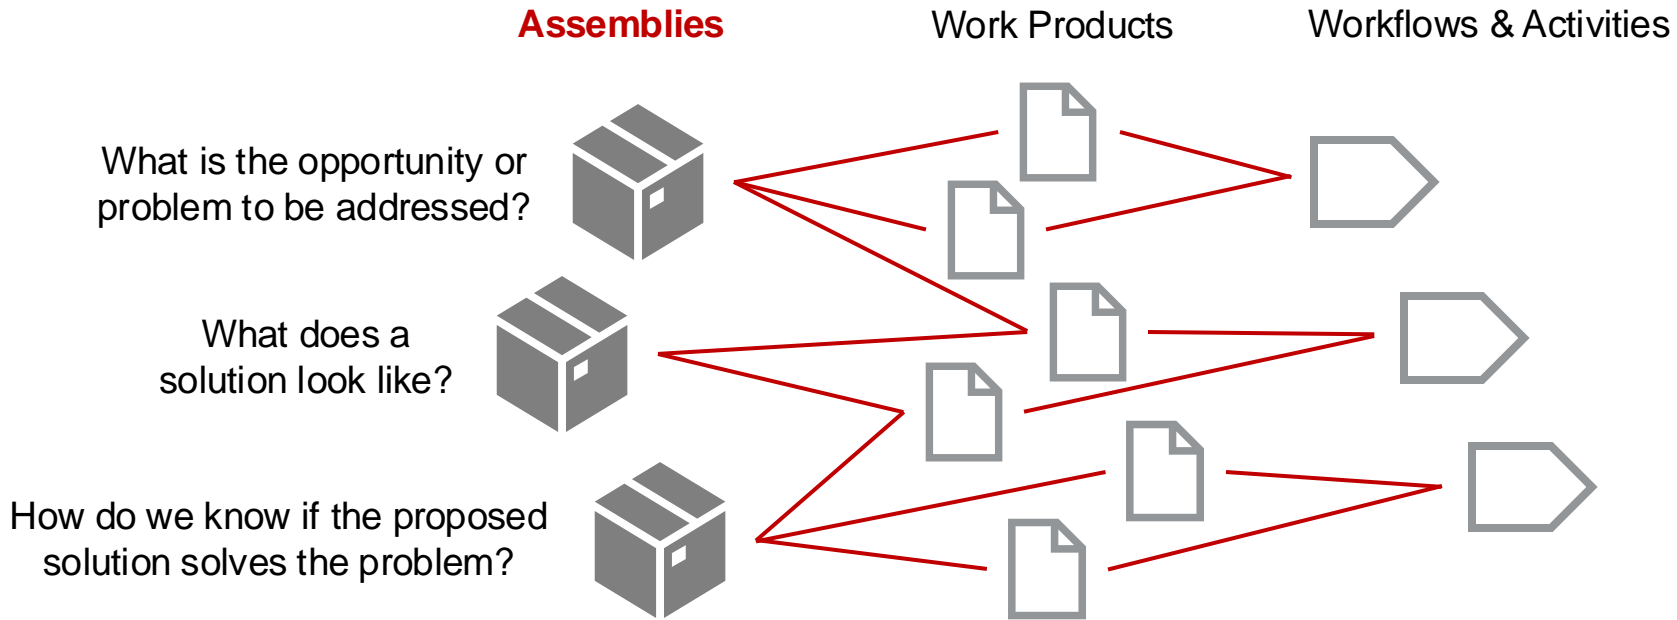 Assemblies
Work Products
Workflows & Activities
What is the opportunity or
problem to be addressed?
What does a
solution look like?
How do we know if the proposed
solution solves the problem?